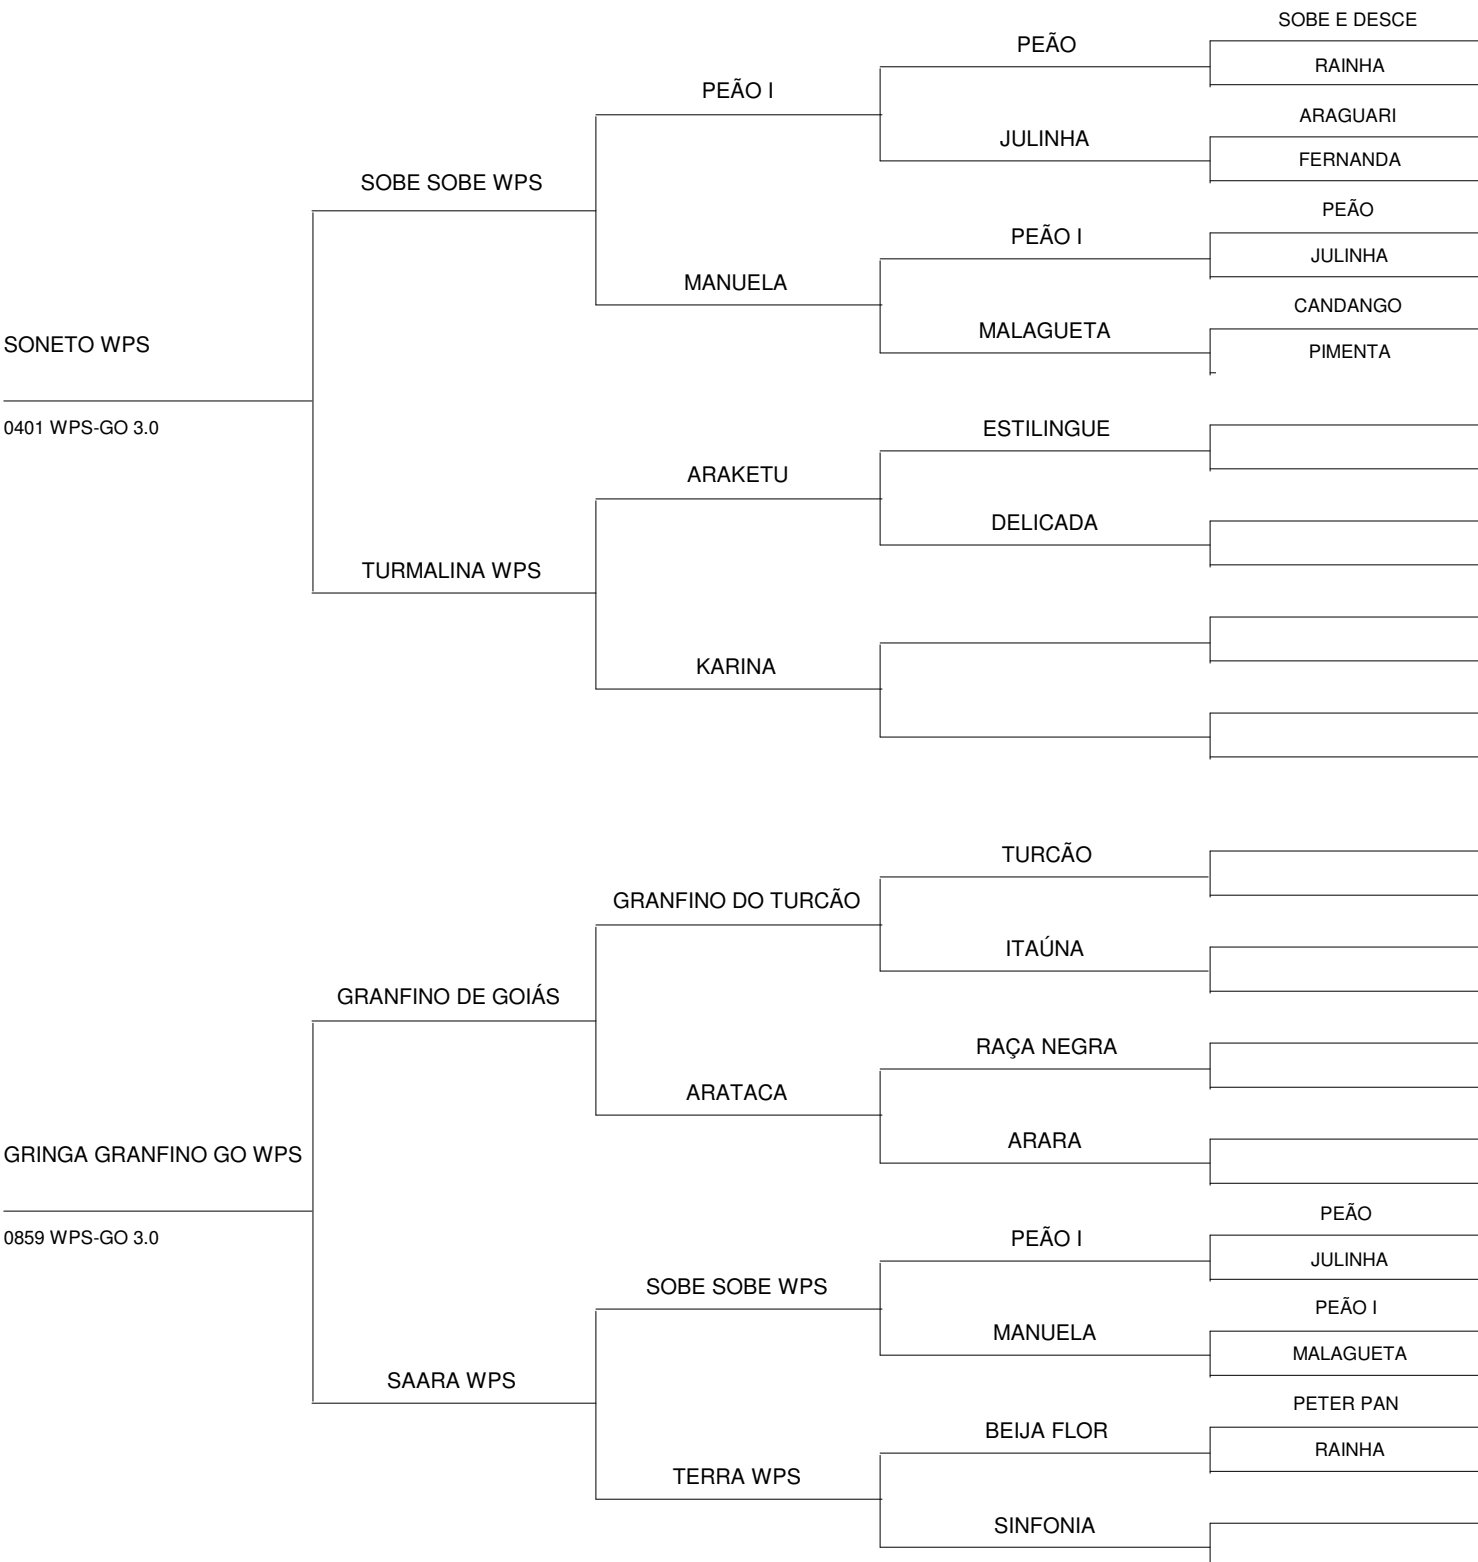 SOBE E DESCE
PEÃO
RAINHA
PEÃO I
ARAGUARI
JULINHA
FERNANDA
SOBE SOBE WPS
PEÃO
PEÃO I
JULINHA
MANUELA
CANDANGO
MALAGUETA
PIMENTA
SONETO WPS
0401 WPS-GO 3.0
ESTILINGUE
ARAKETU
DELICADA
TURMALINA WPS
KARINA
TURCÃO
GRANFINO DO TURCÃO
ITAÚNA
GRANFINO DE GOIÁS
RAÇA NEGRA
ARATACA
ARARA
GRINGA GRANFINO GO WPS
0859 WPS-GO 3.0
PEÃO
PEÃO I
JULINHA
SOBE SOBE WPS
PEÃO I
MANUELA
MALAGUETA
SAARA WPS
PETER PAN
BEIJA FLOR
RAINHA
TERRA WPS
SINFONIA